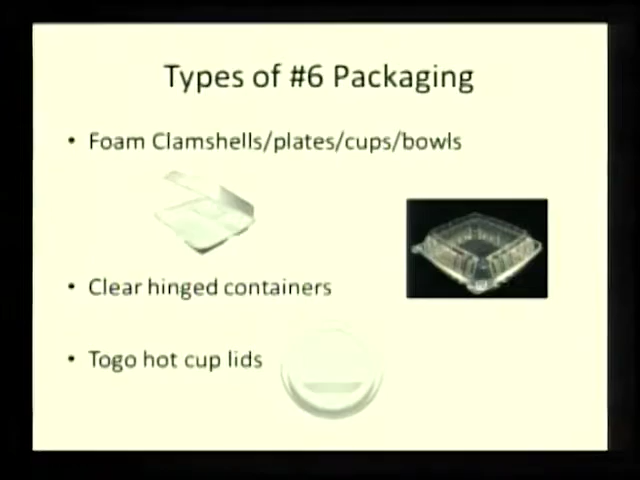 Types of #6 Packaging
• Foam Clamshells/plates/cups/bowls
• Clear hinged containers
• Togo hot cup lids